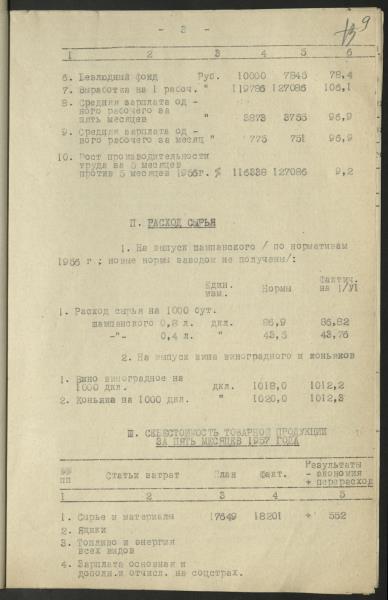 - 3 -
1 2 3 4 5 6
6. Безлюдный фонд Руб. 10000 7845 78,4
7. Выработка на 1 рабоч. " 119786 127086 106,1
8. Средняя зарплата од -
ного рабочего за
пять месяцев " 3873 3755 96,9
9. Средняя зарплата од -
ного рабочего за месяц " 775 751 96,9
10. Рост производительности
труда за 5 месяцев
против 5 месяцев 1956г. % 116338 127086 9,2
П. РАСХОД СЫРЬЯ
1. На выпуск шампанского / по нормативам
1956 г.; новые нормы заводом не получены/:
Един. изм. Нормы Фактич. на 1/УІ
1. Расход сырья на 1000 бут.
шампанского 0,8 л. дкл. 86,9 86,82
-"- 0,4 л. " 43,5 43,76
2. На выпуск вина виноградного и коньяков
1. Вино виноградное на
1000 дкл. дкл. 1018,0 1012,2
2. Коньяка на 1000 дкл. " 1020,0 1012,3
Ш. СЕБЕСТОИМОСТЬ ТОВАРНОЙ ПРОДУКЦИИ
ЗА ПЯТЬ МЕСЯЦЕВ 1957 ГОДА
№№ пп Статьи затрат План Факт. Результаты
- экономия
+ перерасход
1 2 3 4 5
1. Сырье и материалы 17649 18201 + 552
2. Ящики
3. Топливо и энергия
всех видов
4. Зарплата основная и
дополн.и отчисл. на соцстрах.